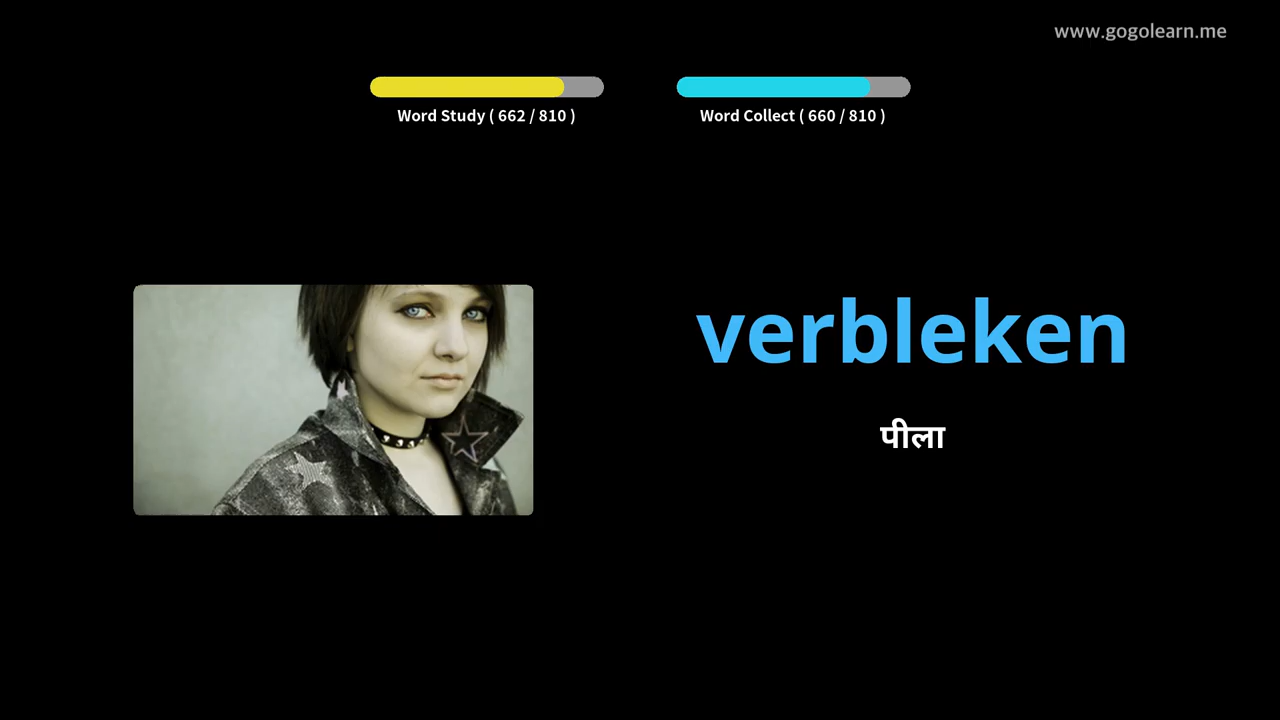 www.gogolearn.me
Word Study ( 662 / 810 )
Word Collect ( 660 / 810 )
verbleken
पीला